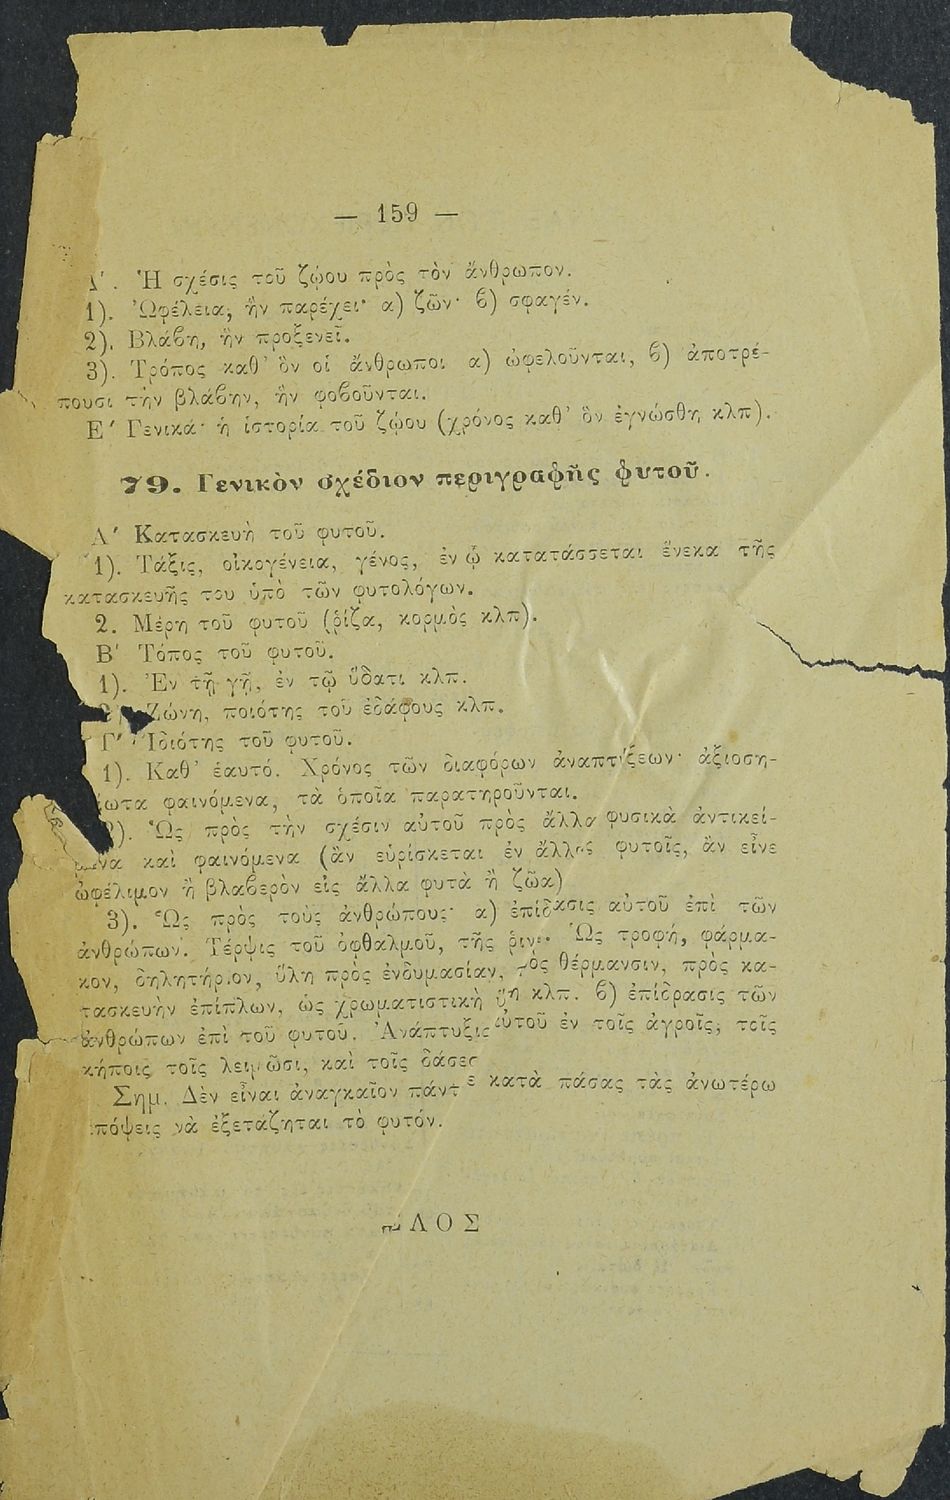 — 159 —
Δ'. Ἡ σχέσις τοῦ ζῴου πρὸς τὸν ἄνθρωπον.
1). Ὠφέλεια, ἣν παρέχει· α) ζῶν· β) σφαγέν.
2). Βλάβη, ἣν προξενεῖ.
3). Τρόπος καθ' ὃν οἱ ἄνθρωποι α) ὠφελοῦνται, β) ἀποτρέ-
πουσι τὴν βλάβην, ἣν φοβοῦνται.
Ε' Γενικά· ἡ ἱστορία τοῦ ζῴου (χρόνος καθ' ὃν ἐγνώσθη κλπ).
79. Γενικὸν σχέδιον περιγραφῆς φυτοῦ.
Α' Κατασκευὴ τοῦ φυτοῦ.
1). Τάξις, οἰκογένεια, γένος, ἐν ᾧ κατατάσσεται ἕνεκα τῆς
κατασκευῆς του ὑπὸ τῶν φυτολόγων.
2. Μέρη τοῦ φυτοῦ (ῥίζα, κορμὸς κλπ).
Β' Τόπος τοῦ φυτοῦ.
1). Ἐν τῇ γῇ, ἐν τῷ ὕδατι κλπ.
2). Ζώνη, ποιότης τοῦ ἐδάφους κλπ.
Γ' Ἰδιότης τοῦ φυτοῦ.
1). Καθ' ἑαυτό. Χρόνος τῶν διαφόρων ἀναπτύξεων· ἀξιοση-
ίωτα φαινόμενα, τὰ ὁποῖα παρατηροῦνται.
2). Ὡς πρὸς τὴν σχέσιν αὐτοῦ πρὸς ἄλλα φυσικὰ ἀντικεί-
μενα καὶ φαινόμενα (ἂν εὑρίσκεται ἐν ἄλλοις φυτοῖς, ἂν εἶνε
ὠφέλιμον ἢ βλαβερὸν εἰς ἄλλα φυτὰ ἢ ζῶα)
3). Ὡς πρὸς τοὺς ἀνθρώπους· α) ἐπίδρασις αὐτοῦ ἐπὶ τῶν
ἀνθρώπων. Τέρψις τοῦ ὀφθαλμοῦ, τῆς ῥιν. Ὡς τροφή, φάρμα-
κον, δηλητήριον, ὕλη πρὸς ἐνδυμασίαν, πρὸς θέρμανσιν, πρὸς κα-
τασκευὴν ἐπίπλων, ὡς χρωματιστικὴ ὕλη κλπ. β) ἐπίδρασις τῶν
ἀνθρώπων ἐπὶ τοῦ φυτοῦ. Ἀνάπτυξις αὐτοῦ ἐν τοῖς ἀγροῖς, τοῖς
κήποις τοῖς λειμῶσι, καὶ τοῖς δάσεσ
Σημ. Δὲν εἶναι ἀναγκαῖον πάντ ε κατὰ πάσας τὰς ἀνωτέρω
πόψεις νὰ ἐξετάζηται τὸ φυτόν.
ΤΕΛΟΣ